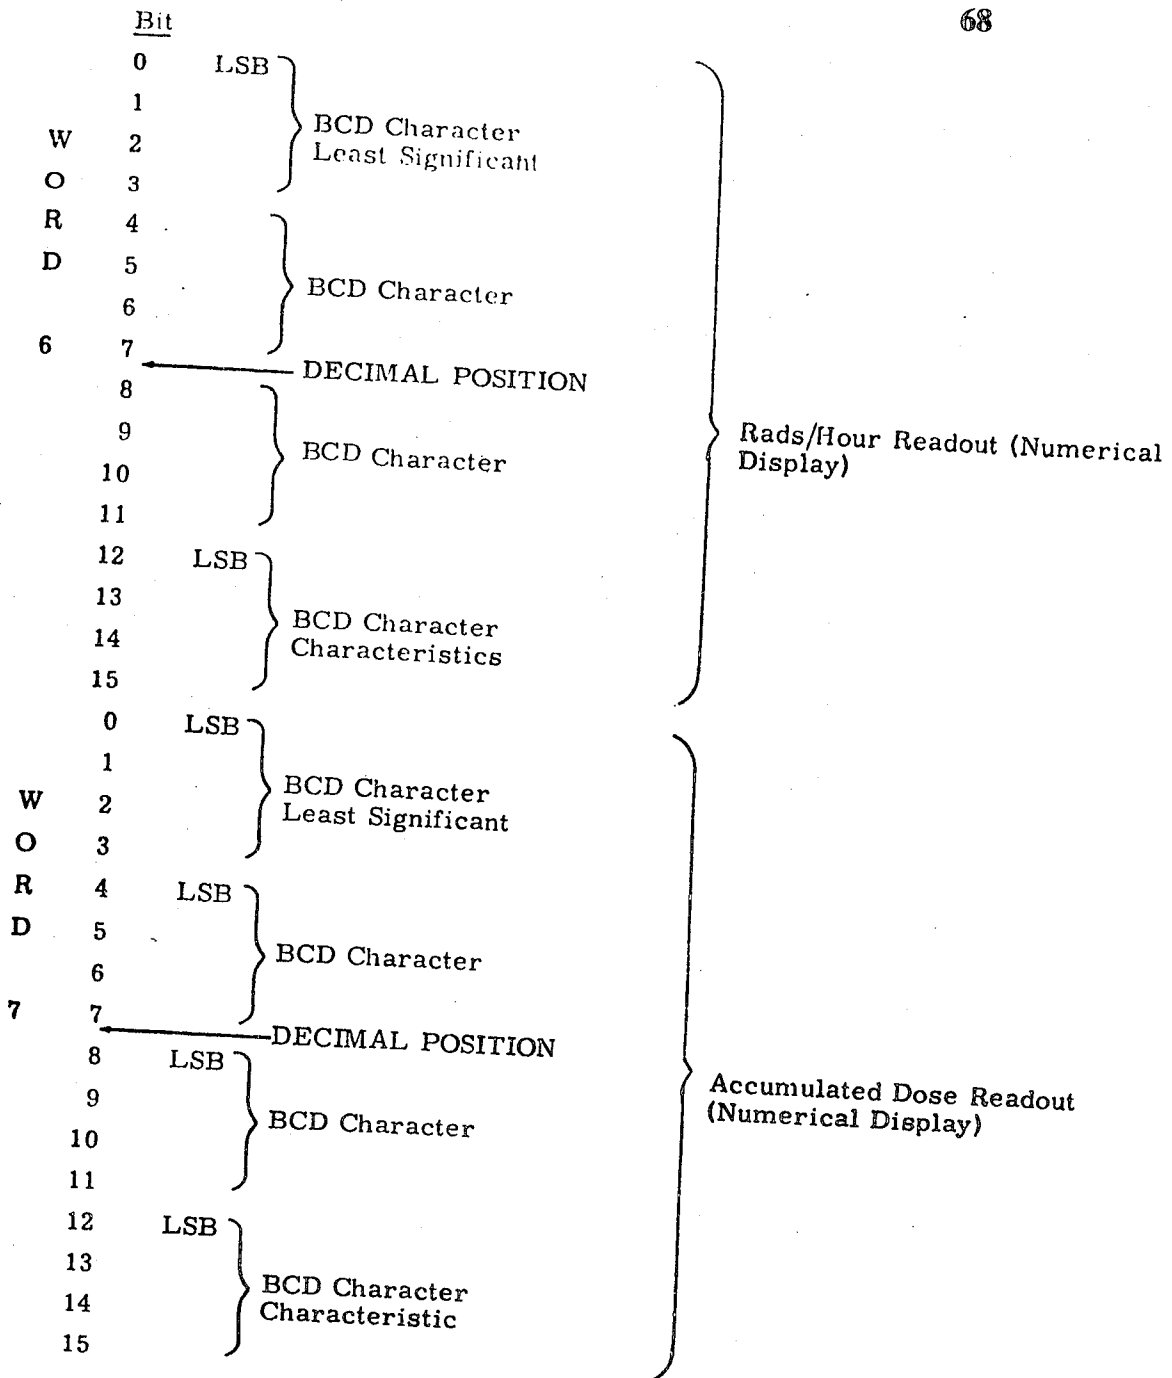 Bit
68
0 LSB
1
BCD Character
Least Significant
W 2
O 3
R 4
D 5
BCD Character
6
6 7
DECIMAL POSITION
8
9
BCD Character
10
11
Rads/Hour Readout (Numerical
Display)
12 LSB
13
BCD Character
Characteristics
14
15
0 LSB
1
BCD Character
Least Significant
W 2
O 3
R 4 LSB
D 5
BCD Character
6
7 7
DECIMAL POSITION
8 LSB
9
BCD Character
10
11
Accumulated Dose Readout
(Numerical Display)
12 LSB
13
BCD Character
Characteristic
14
15